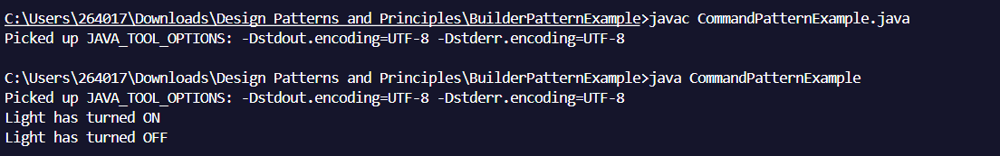 C:\Users\264017\Downloads\Design Patterns and Principles\BuilderPatternExample>javac CommandPatternExample.java
Picked up JAVA_TOOL_OPTIONS: -Dstdout.encoding=UTF-8 -Dstderr.encoding=UTF-8
C:\Users\264017\Downloads\Design Patterns and Principles\BuilderPatternExample>java CommandPatternExample
Picked up JAVA_TOOL_OPTIONS: -Dstdout.encoding=UTF-8 -Dstderr.encoding=UTF-8
Light has turned ON
Light has turned OFF